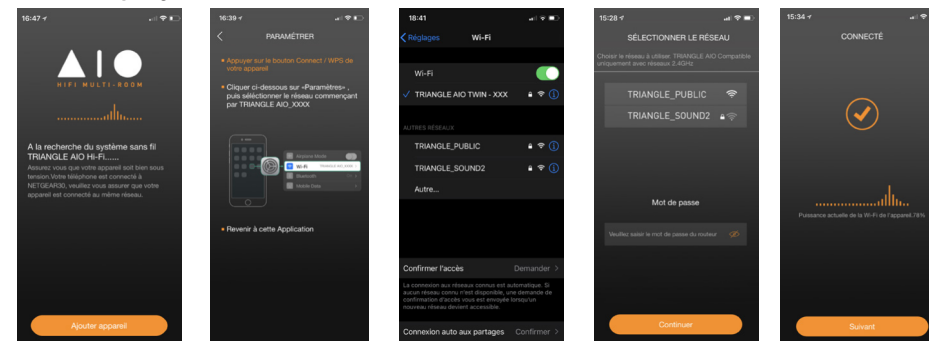 16:47
AIO
HIFI MULTI-ROOM
A la recherche du système sans fil
TRIANGLE AIO Hi-Fi......
Assurez vous que votre appareil soit bien sous
tension.Votre téléphone est connecté à
NETGEAR30, veuillez vous assurer que votre
appareil est connecté au même réseau.
Ajouter appareil
16:39
PARAMÉTRER
Appuyer sur le bouton Connect / WPS de
votre appareil
Cliquer ci-dessous sur «Paramètres» ,
puis séléctionner le réseau commençant
par TRIANGLE AIO_XXXX
Airplane Mode
Wi-Fi
Bluetooth
Mobile Data
Revenir à cette Application
18:41
Réglages
Wi-Fi
Wi-Fi
TRIANGLE AIO TWIN - XXX
AUTRES RÉSEAUX
TRIANGLE_PUBLIC
TRIANGLE_SOUND2
Autre...
Confirmer l'accès Demander
La connexion aux réseaux connus est automatique. Si
aucun réseau connu n'est disponible, une demande de
confirmation d'accès vous est envoyée lorsqu'un
nouveau réseau devient accessible.
Connexion auto aux partages Confirmer
15:28
SÉLECTIONNER LE RÉSEAU
Choisir le réseau à utiliser. TRIANGLE AIO Compatible
uniquement avec réseaux 2.4GHz
TRIANGLE_PUBLIC
TRIANGLE_SOUND2
Mot de passe
Veuillez saisir le mot de passe du routeur
Continuer
15:34
CONNECTÉ
Puissance actuelle de la Wi-Fi de l'appareil.78%
Suivant